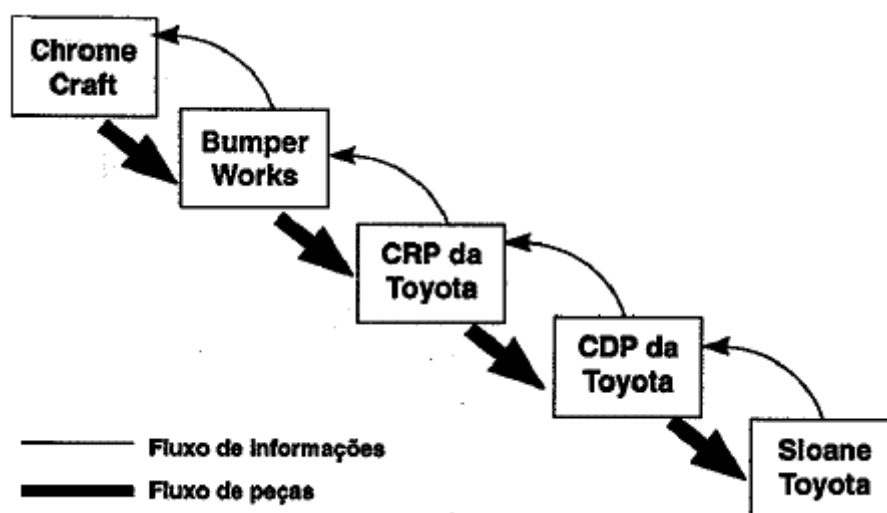 Chrome
Craft
Bumper
Works
CRP da
Toyota
CDP da
Toyota
Sloane
Toyota
Fluxo de informações
Fluxo de peças